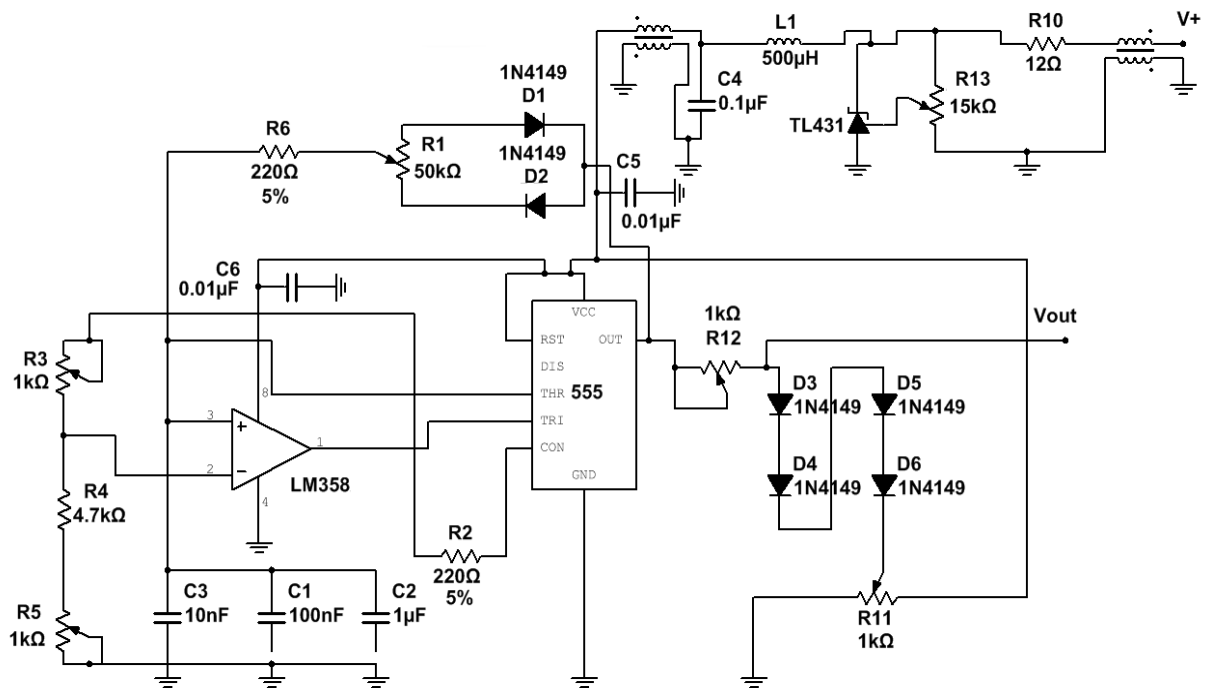 L1
500µH
R10
12Ω
V+
C4
0.1µF
R13
15kΩ
TL431
1N4149
D1
R6
220Ω
5%
R1
50kΩ
1N4149
D2
C5
0.01µF
C6
0.01µF
VCC
RST
OUT
DIS
THR
555
TRI
CON
GND
1kΩ
R12
Vout
R3
1kΩ
8
3
1
2
4
LM358
D3
1N4149
D5
1N4149
D4
1N4149
D6
1N4149
R4
4.7kΩ
R2
220Ω
5%
R5
1kΩ
C3
10nF
C1
100nF
C2
1µF
R11
1kΩ